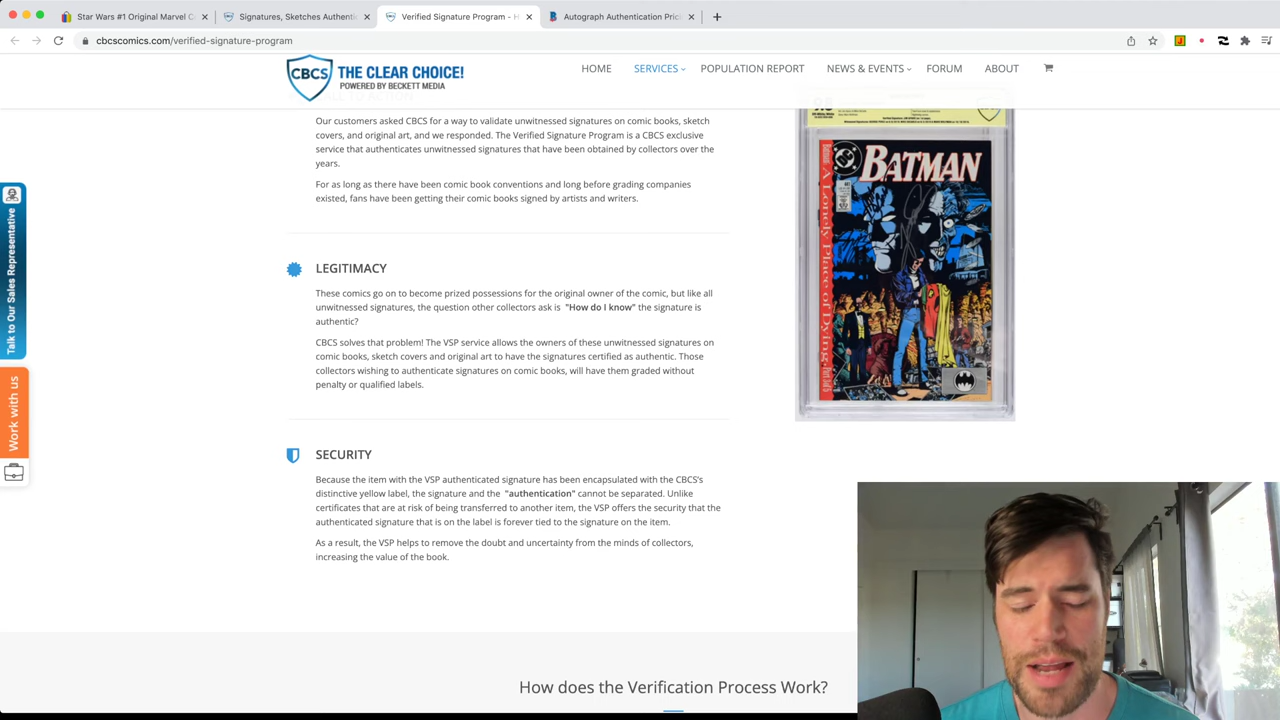 Star Wars #1 Original Marvel C
Signatures, Sketches Authenti
Verified Signature Program - H
Autograph Authentication Pric
cbcscomics.com/verified-signature-program
CBCS
THE CLEAR CHOICE!
POWERED BY BECKETT MEDIA
HOME
SERVICES
POPULATION REPORT
NEWS & EVENTS
FORUM
ABOUT
Our customers asked CBCS for a way to validate unwitnessed signatures on comic books, sketch
covers, and original art, and we responded. The Verified Signature Program is a CBCS exclusive
service that authenticates unwitnessed signatures that have been obtained by collectors over the
years.
For as long as there have been comic book conventions and long before grading companies
existed, fans have been getting their comic books signed by artists and writers.
LEGITIMACY
These comics go on to become prized possessions for the original owner of the comic, but like all
unwitnessed signatures, the question other collectors ask is "How do I know" the signature is
authentic?
CBCS solves that problem! The VSP service allows the owners of these unwitnessed signatures on
comic books, sketch covers and original art to have the signatures certified as authentic. Those
collectors wishing to authenticate signatures on comic books, will have them graded without
penalty or qualified labels.
SECURITY
Because the item with the VSP authenticated signature has been encapsulated with the CBCS's
distinctive yellow label, the signature and the "authentication" cannot be separated. Unlike
certificates that are at risk of being transferred to another item, the VSP offers the security that the
authenticated signature that is on the label is forever tied to the signature on the item.
As a result, the VSP helps to remove the doubt and uncertainty from the minds of collectors,
increasing the value of the book.
How does the Verification Process Work?
Talk to Our Sales Representative
Work with us
BATMAN
A Lonely Place of Dying